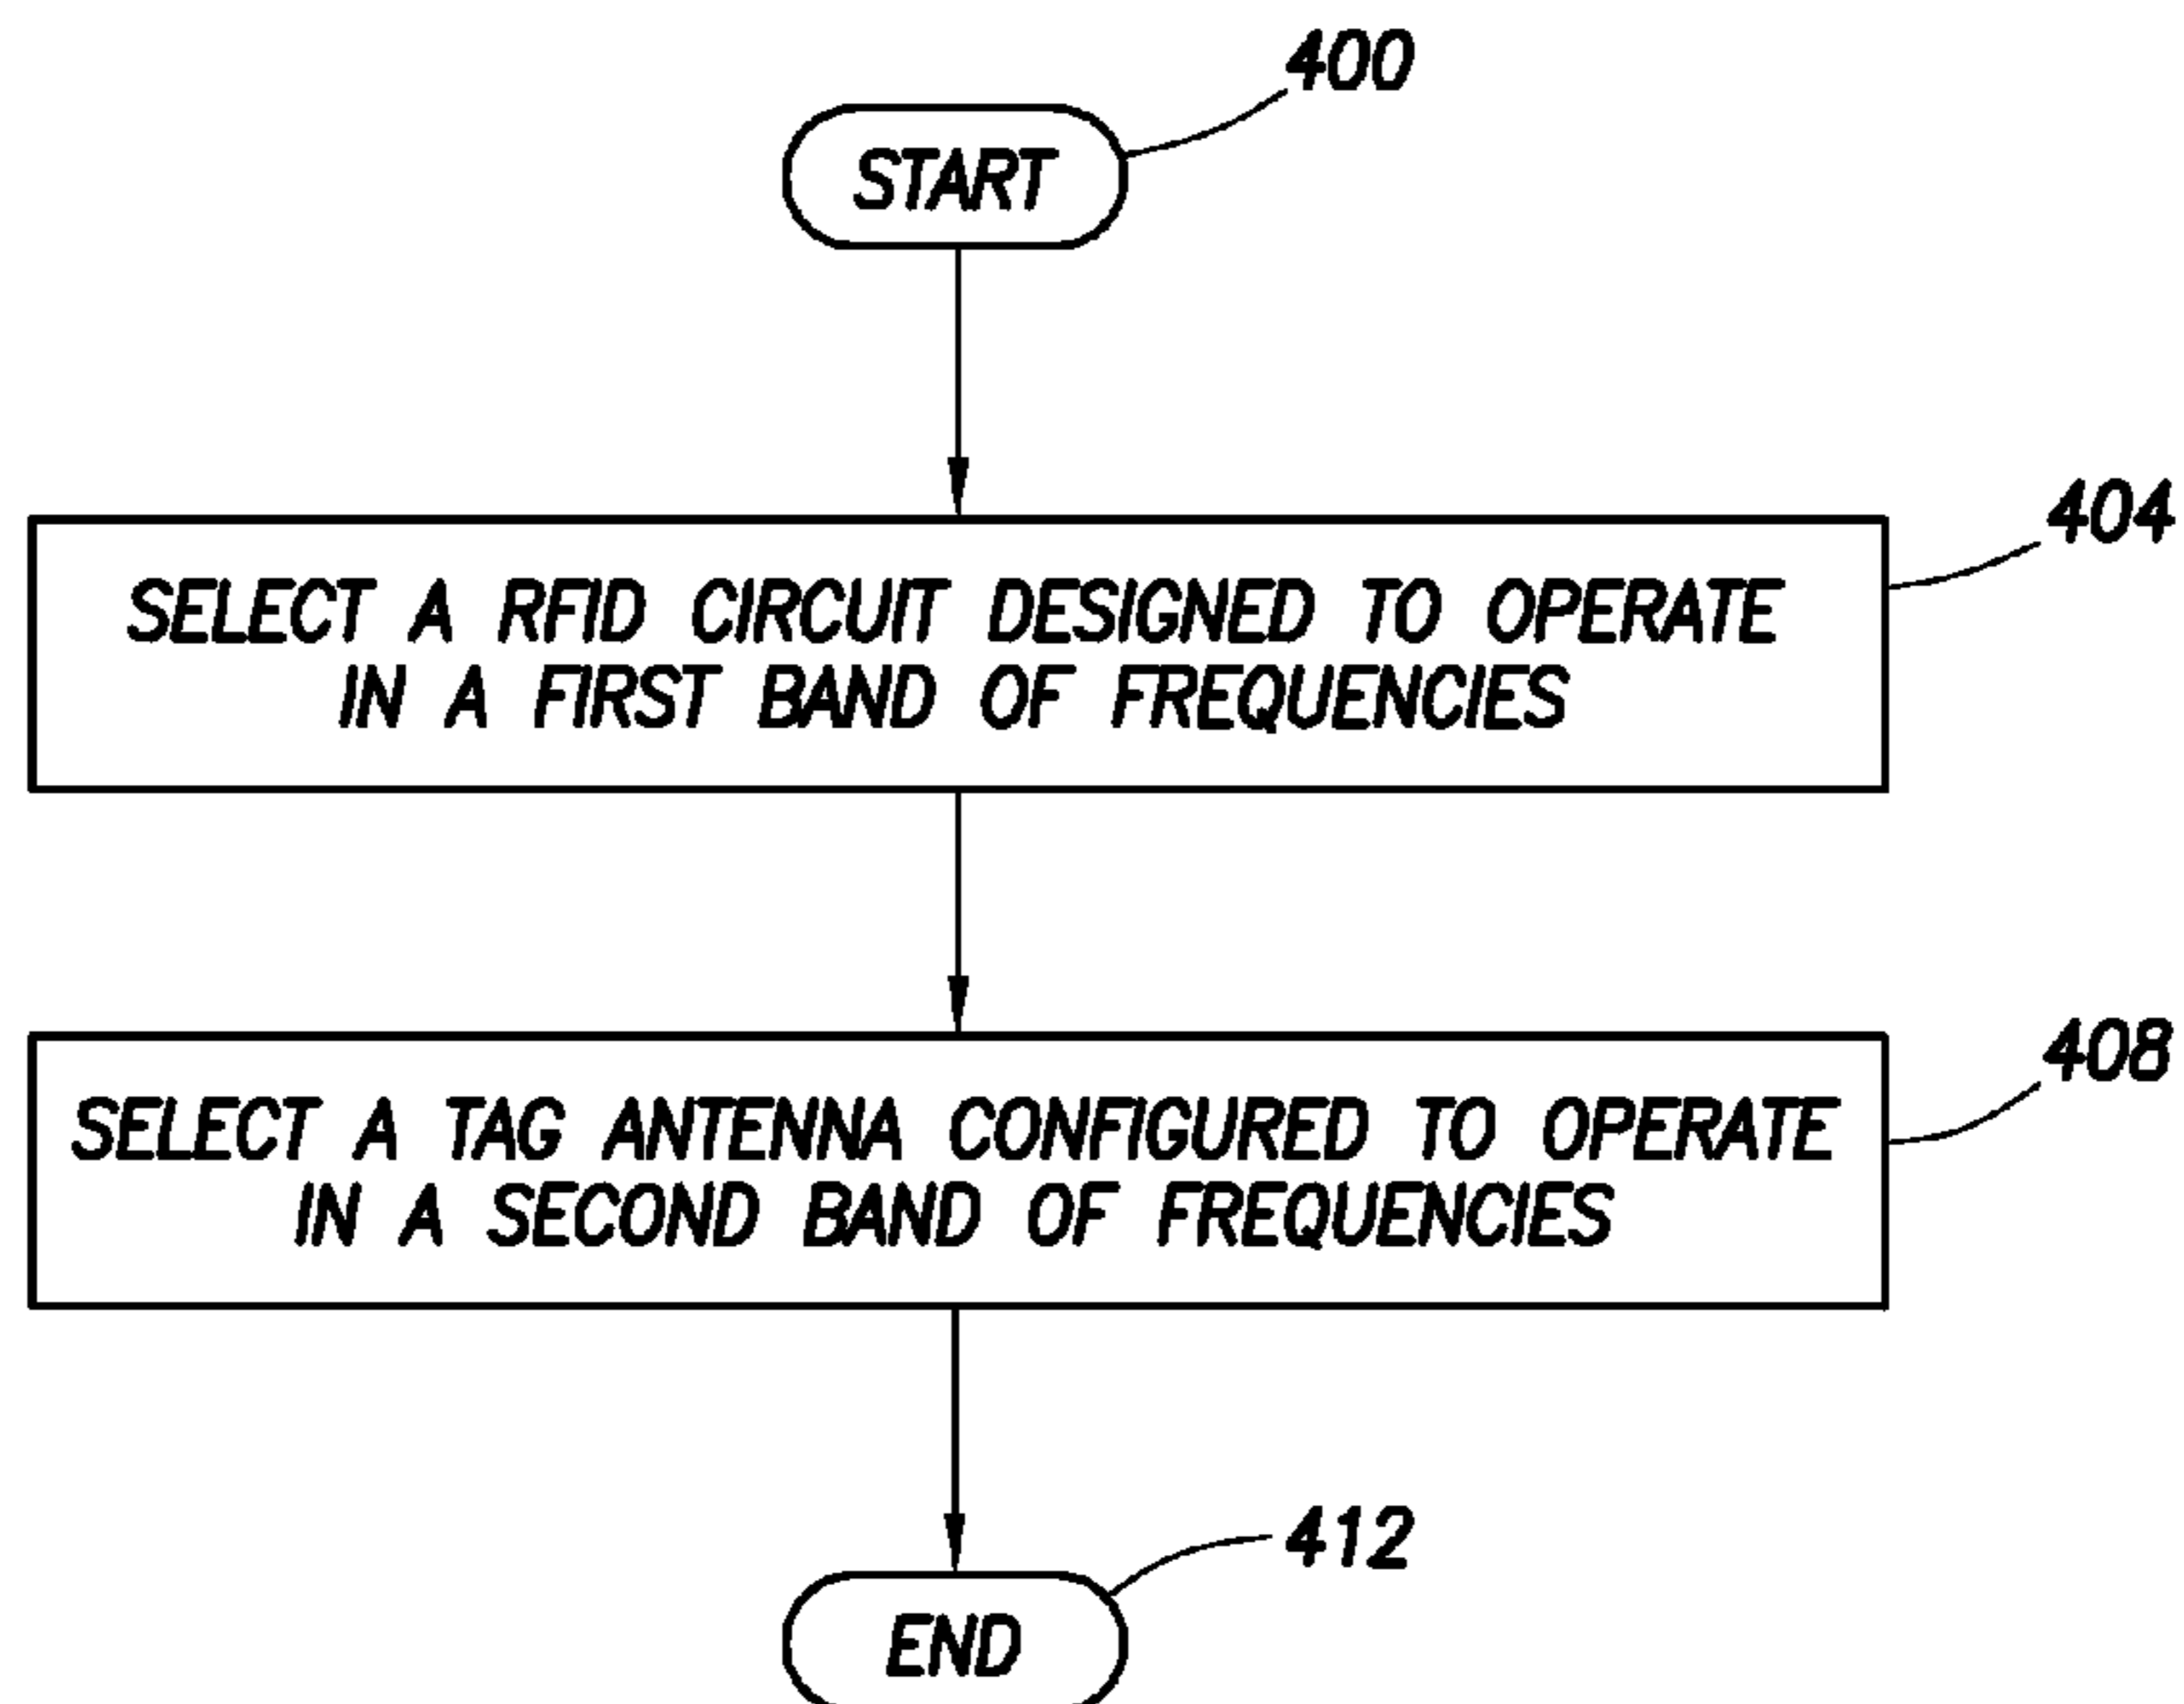 400
START
404
SELECT A RFID CIRCUIT DESIGNED TO OPERATE
IN A FIRST BAND OF FREQUENCIES
408
SELECT A TAG ANTENNA CONFIGURED TO OPERATE
IN A SECOND BAND OF FREQUENCIES
412
END